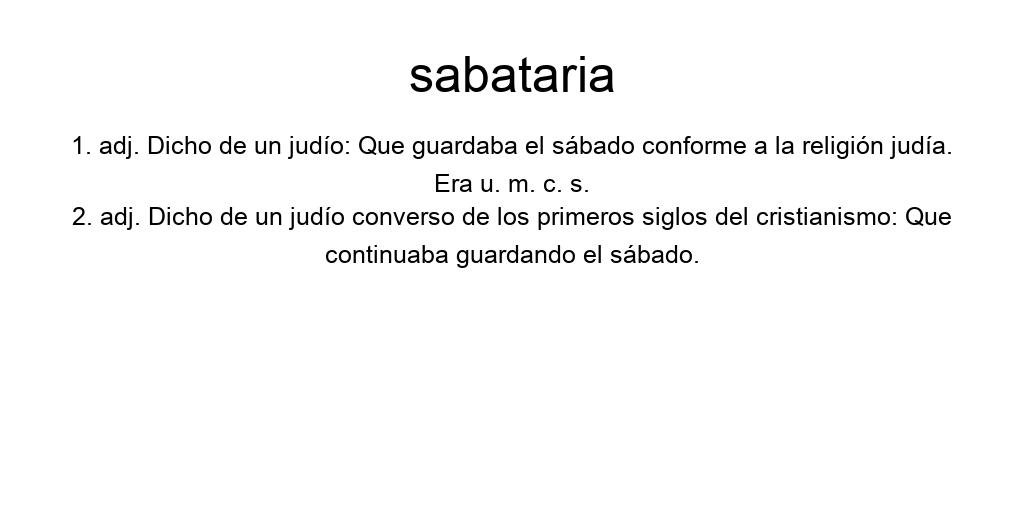 sabataria
1. adj. Dicho de un judío: Que guardaba el sábado conforme a la religión judía.
Era u. m. c. s.
2. adj. Dicho de un judío converso de los primeros siglos del cristianismo: Que
continuaba guardando el sábado.